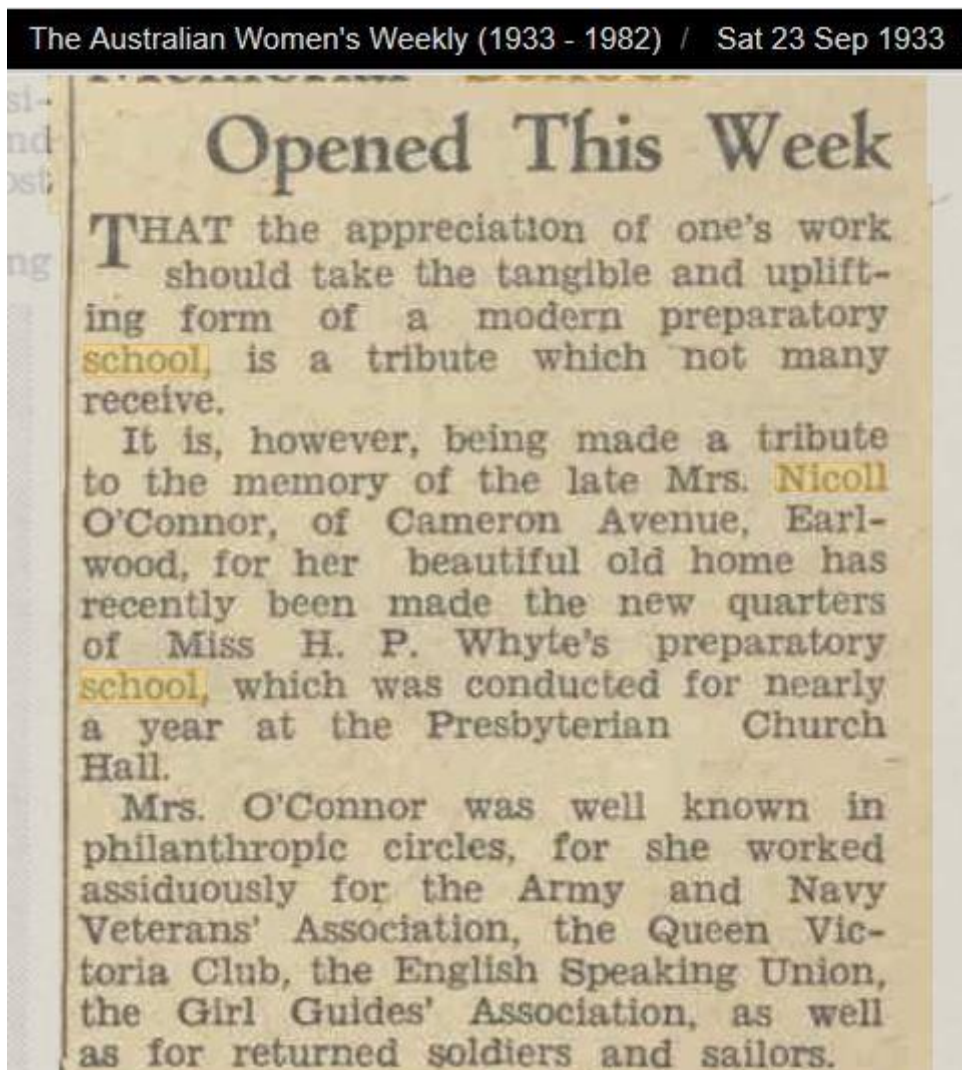 The Australian Women's Weekly (1933 - 1982) / Sat 23 Sep 1933
Memorial School
Opened This Week
THAT the appreciation of one's work
should take the tangible and uplift-
ing form of a modern preparatory
school, is a tribute which not many
receive.
It is, however, being made a tribute
to the memory of the late Mrs. Nicoll
O'Connor, of Cameron Avenue, Earl-
wood, for her beautiful old home has
recently been made the new quarters
of Miss H. P. Whyte's preparatory
school, which was conducted for nearly
a year at the Presbyterian Church
Hall.
Mrs. O'Connor was well known in
philanthropic circles, for she worked
assiduously for the Army and Navy
Veterans' Association, the Queen Vic-
toria Club, the English Speaking Union,
the Girl Guides' Association, as well
as for returned soldiers and sailors.